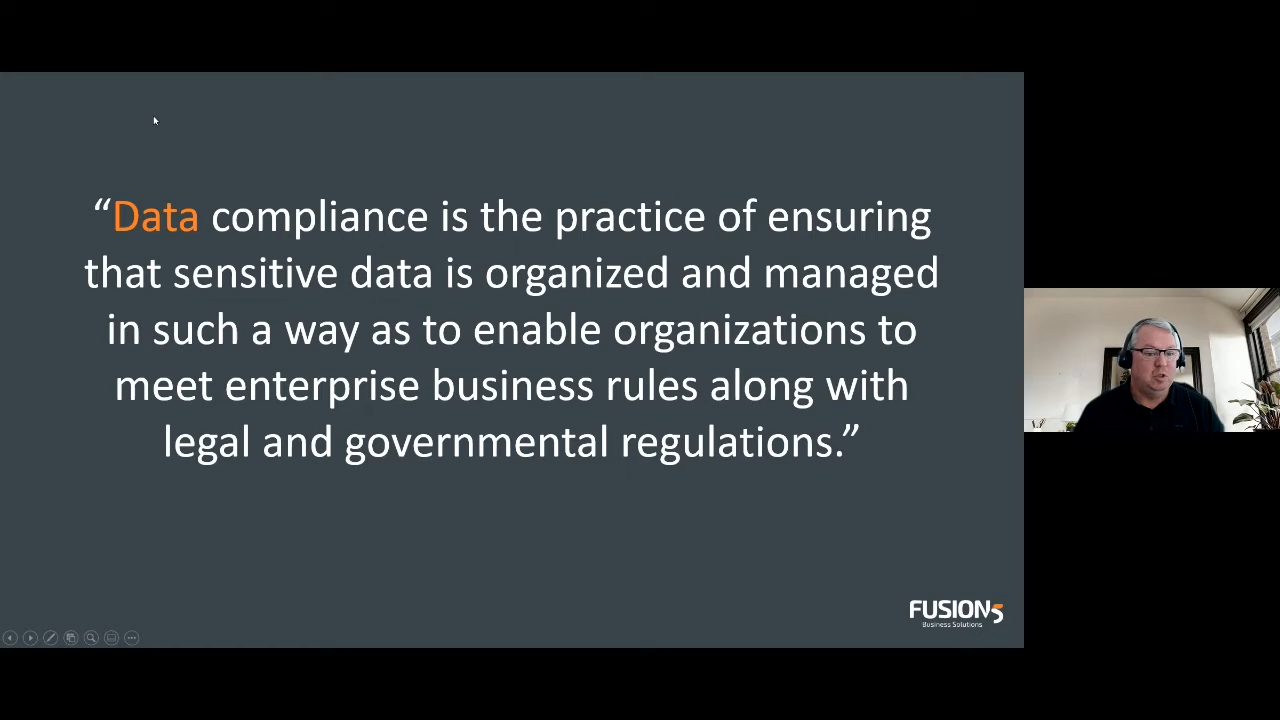 “Data compliance is the practice of ensuring
that sensitive data is organized and managed
in such a way as to enable organizations to
meet enterprise business rules along with
legal and governmental regulations.”
FUSION5
Business Solutions